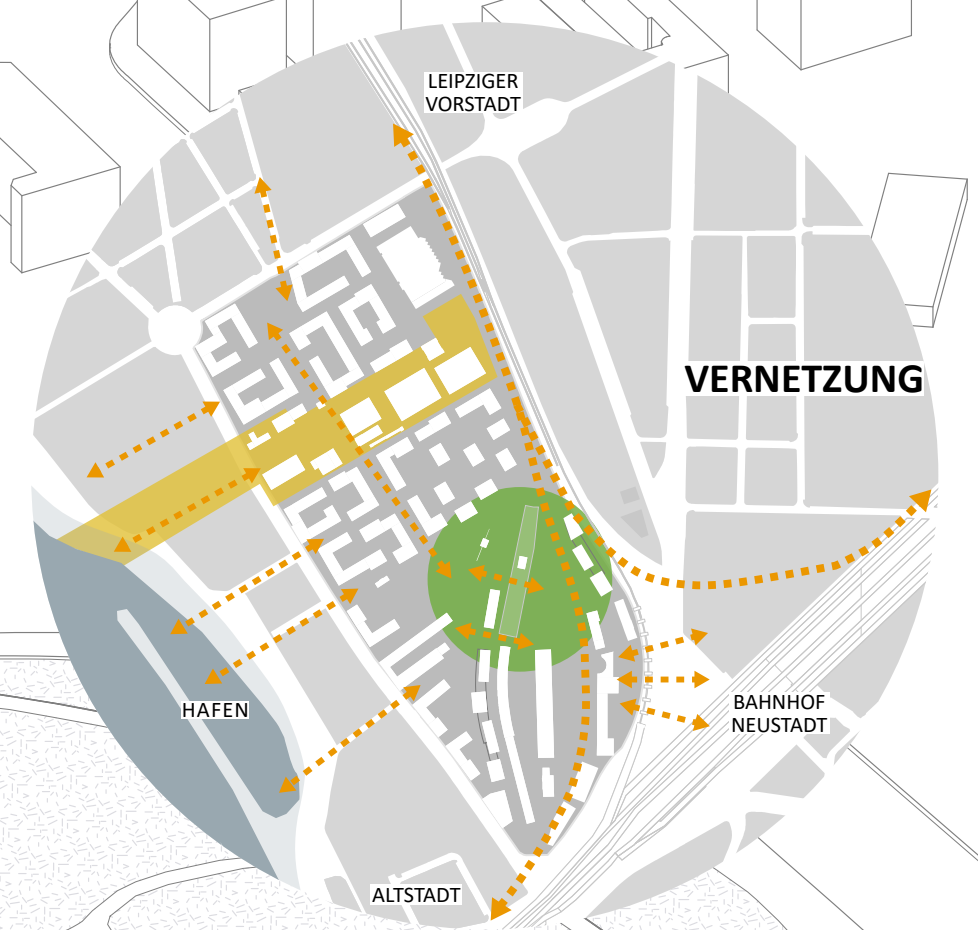 LEIPZIGER
VORSTADT
VERNETZUNG
HAFEN
BAHNHOF
NEUSTADT
ALTSTADT